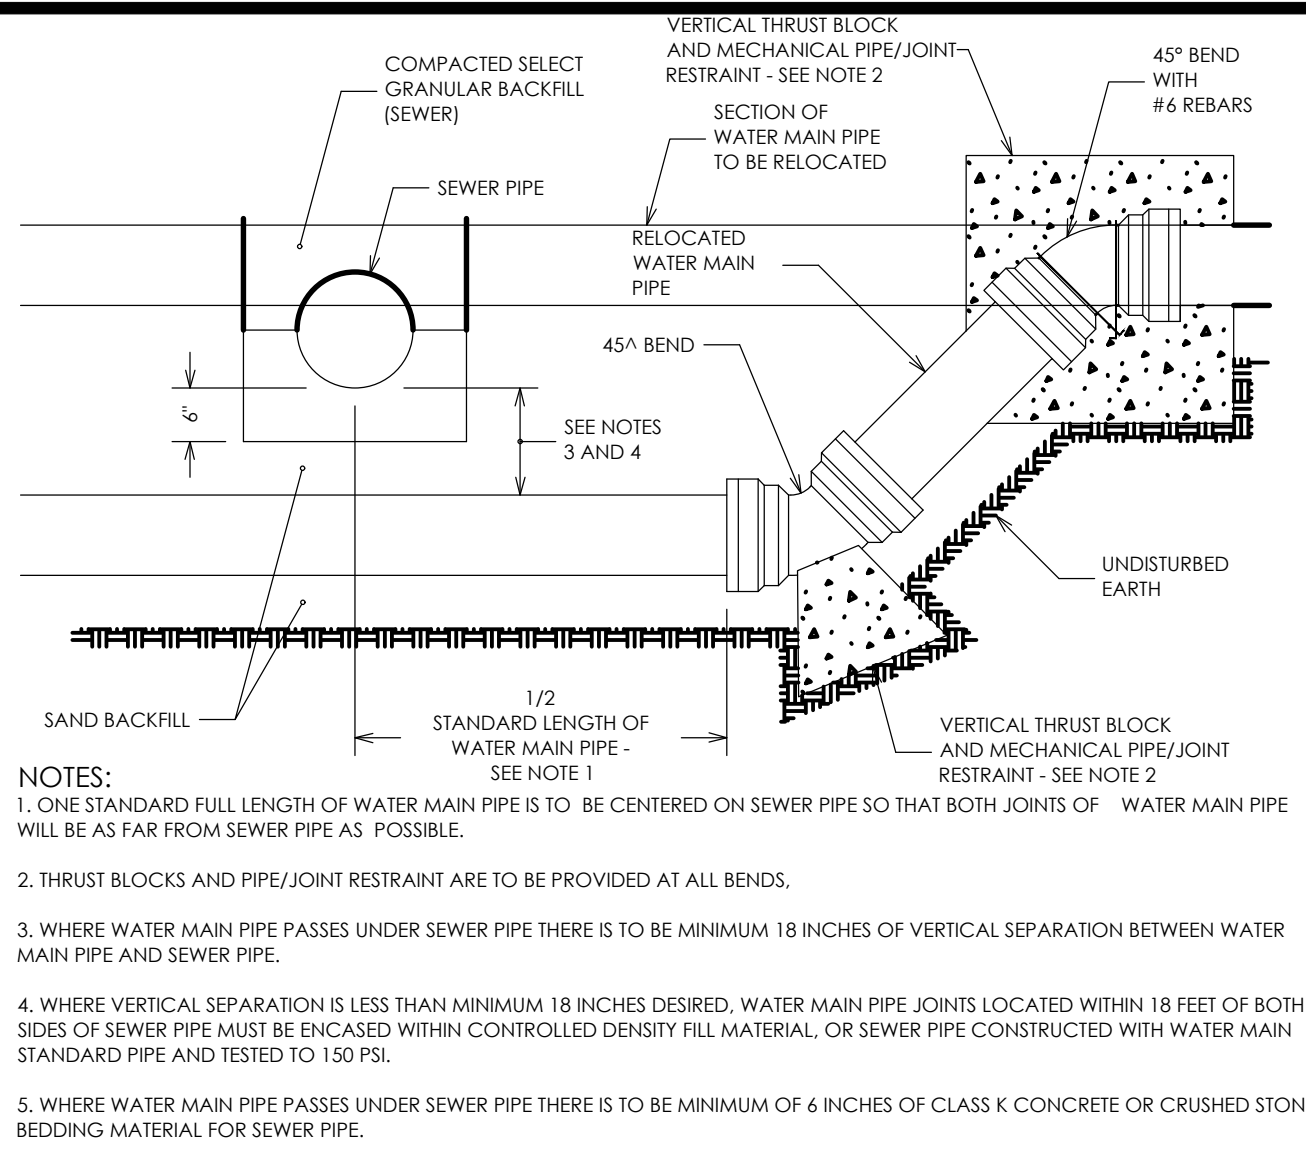 VERTICAL THRUST BLOCK
AND MECHANICAL PIPE/JOINT
RESTRAINT - SEE NOTE 2
COMPACTED SELECT
GRANULAR BACKFILL
(SEWER)
45° BEND
WITH
#6 REBARS
SECTION OF
WATER MAIN PIPE
TO BE RELOCATED
SEWER PIPE
RELOCATED
WATER MAIN
PIPE
45^ BEND
6"
SEE NOTES
3 AND 4
UNDISTURBED
EARTH
SAND BACKFILL
1/2
STANDARD LENGTH OF
WATER MAIN PIPE -
SEE NOTE 1
VERTICAL THRUST BLOCK
AND MECHANICAL PIPE/JOINT
RESTRAINT - SEE NOTE 2
NOTES:
1. ONE STANDARD FULL LENGTH OF WATER MAIN PIPE IS TO BE CENTERED ON SEWER PIPE SO THAT BOTH JOINTS OF WATER MAIN PIPE
WILL BE AS FAR FROM SEWER PIPE AS POSSIBLE.
2. THRUST BLOCKS AND PIPE/JOINT RESTRAINT ARE TO BE PROVIDED AT ALL BENDS,
3. WHERE WATER MAIN PIPE PASSES UNDER SEWER PIPE THERE IS TO BE MINIMUM 18 INCHES OF VERTICAL SEPARATION BETWEEN WATER
MAIN PIPE AND SEWER PIPE.
4. WHERE VERTICAL SEPARATION IS LESS THAN MINIMUM 18 INCHES DESIRED, WATER MAIN PIPE JOINTS LOCATED WITHIN 18 FEET OF BOTH
SIDES OF SEWER PIPE MUST BE ENCASED WITHIN CONTROLLED DENSITY FILL MATERIAL, OR SEWER PIPE CONSTRUCTED WITH WATER MAIN
STANDARD PIPE AND TESTED TO 150 PSI.
5. WHERE WATER MAIN PIPE PASSES UNDER SEWER PIPE THERE IS TO BE MINIMUM OF 6 INCHES OF CLASS K CONCRETE OR CRUSHED STON
BEDDING MATERIAL FOR SEWER PIPE.